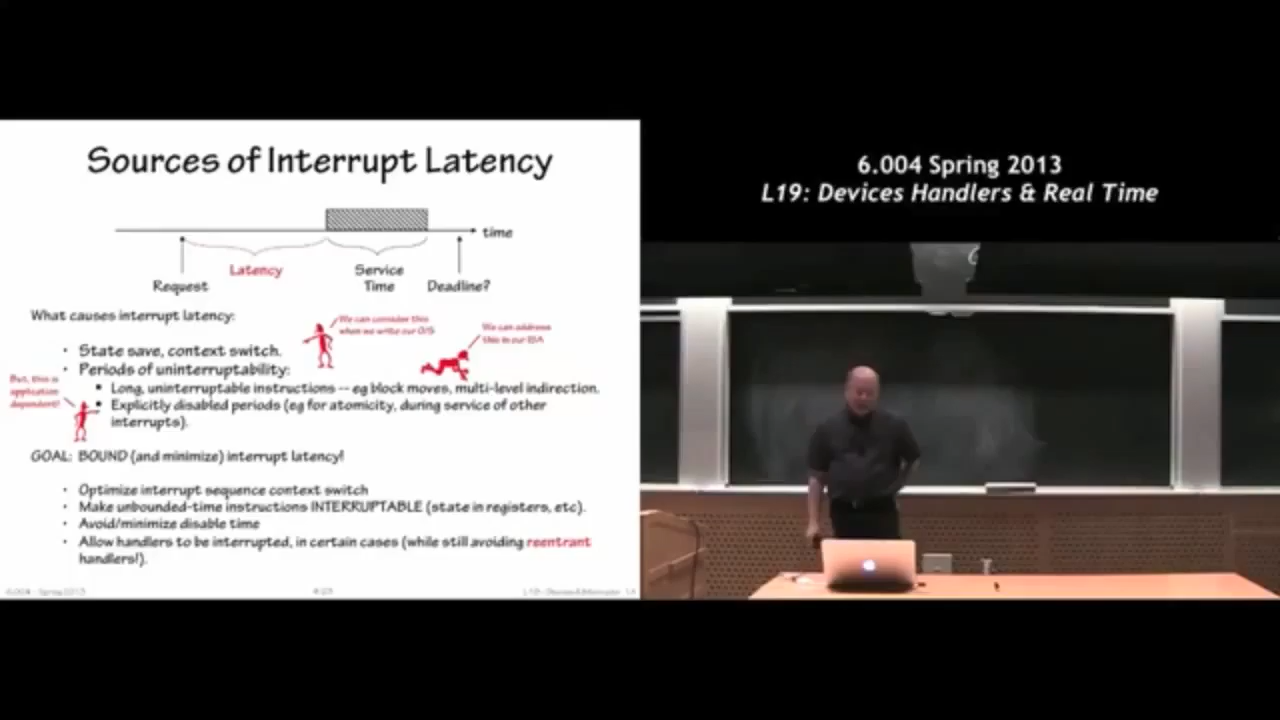 Sources of Interrupt Latency
time
Latency
Service
Time
Request
Deadline?
What causes interrupt latency:
We can consider this
when we write our O/S
We can address
this in our ISA
• State save, context switch.
• Periods of uninterruptability:
But, this is
application
dependent!
▪ Long, uninterruptable instructions -- eg block moves, multi-level indirection.
▪ Explicitly disabled periods (eg for atomicity, during service of other
interrupts).
GOAL: BOUND (and minimize) interrupt latency!
• Optimize interrupt sequence context switch
• Make unbounded-time instructions INTERRUPTABLE (state in registers, etc).
• Avoid/minimize disable time
• Allow handlers to be interrupted, in certain cases (while still avoiding reentrant
handlers!).
6.004 - Spring 2013
6.004 Spring 2013
L19: Devices Handlers & Real Time